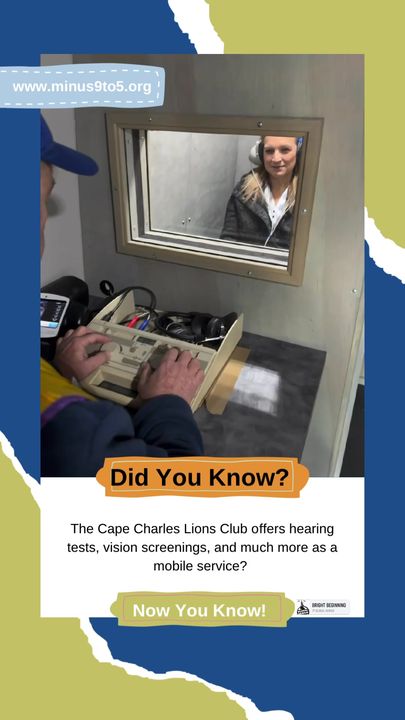 www.minus9to5.org
Did You Know?
The Cape Charles Lions Club offers hearing
tests, vision screenings, and much more as a
mobile service?
Now You Know!
BRIGHT BEGINNING